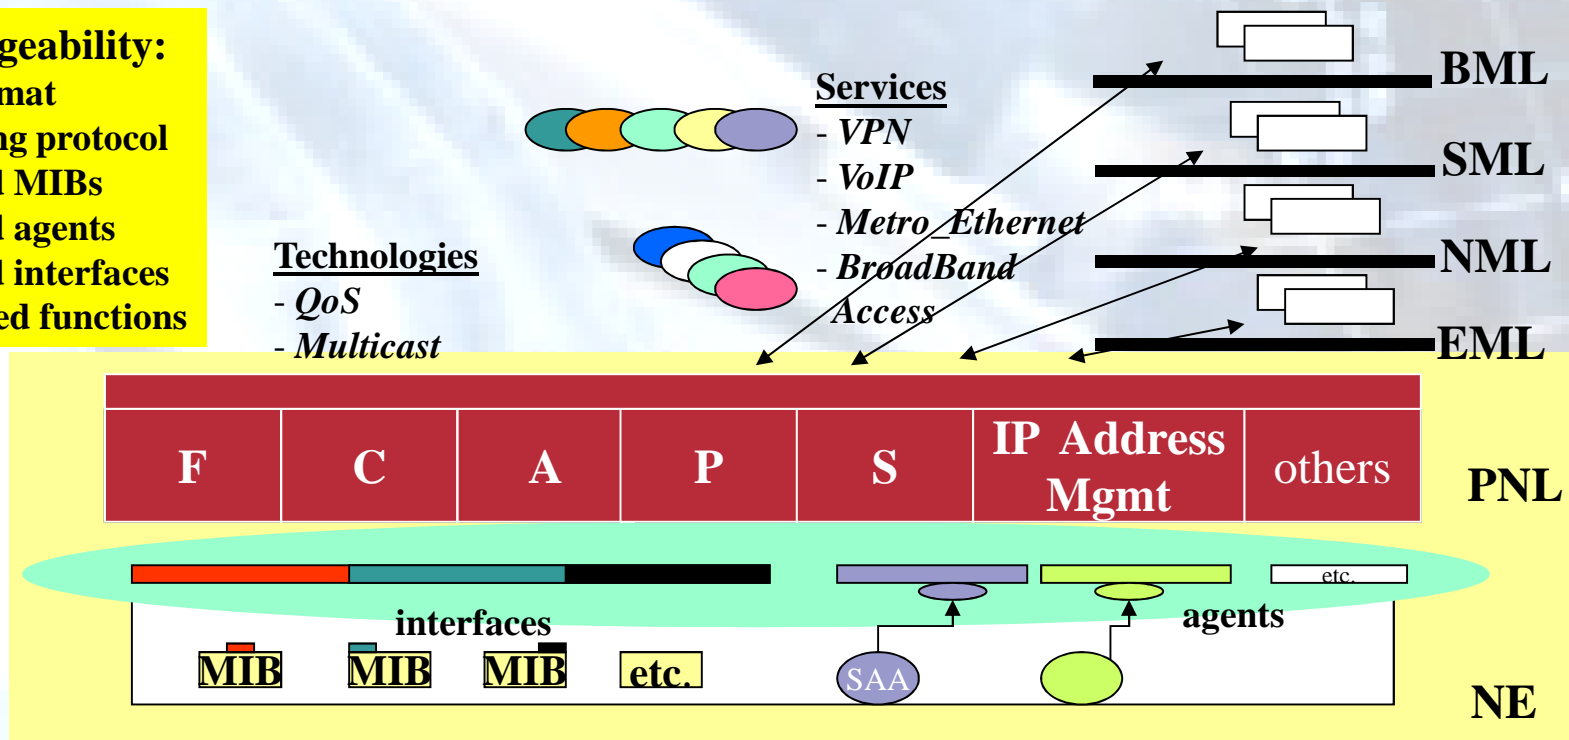 geability:
mat
ng protocol
d MIBs
d agents
d interfaces
ed functions
Technologies
- QoS
- Multicast
Services
- VPN
- VoIP
- Metro_Ethernet
- BroadBand
Access
BML
SML
NML
EML
F
C
A
P
S
IP Address
Mgmt
others
PNL
etc.
interfaces
agents
MIB
MIB
MIB
etc.
SAA
NE